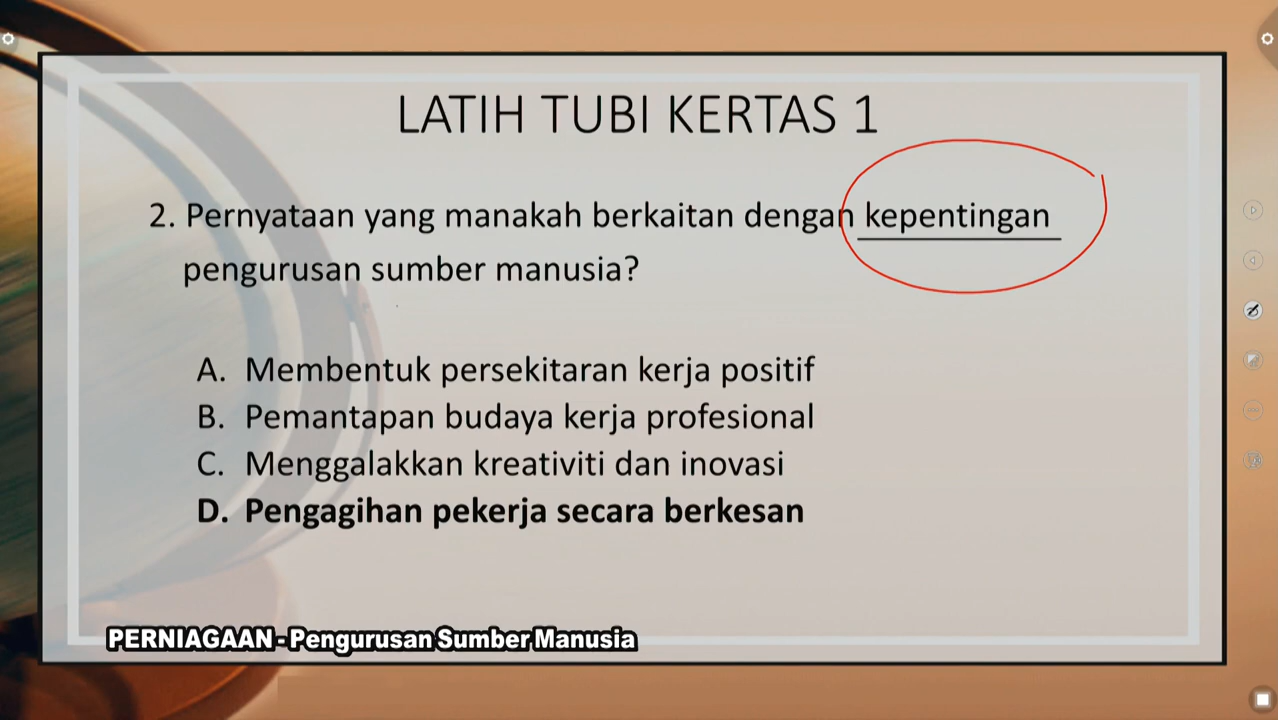 LATIH TUBI KERTAS 1
2. Pernyataan yang manakah berkaitan dengan kepentingan
pengurusan sumber manusia?
A. Membentuk persekitaran kerja positif
B. Pemantapan budaya kerja profesional
C. Menggalakkan kreativiti dan inovasi
D. Pengagihan pekerja secara berkesan
PERNIAGAAN - Pengurusan Sumber Manusia